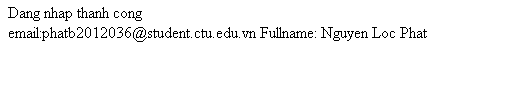 Dang nhap thanh cong
email:phatb2012036@student.ctu.edu.vn Fullname: Nguyen Loc Phat